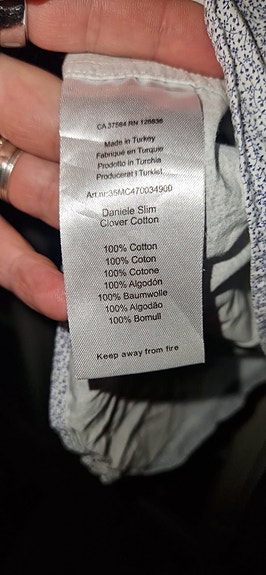 CA 37564 RN 126836
Made in Turkey
Fabriqué en Turquie
Prodotto in Turchia
Producerat i Turkiet
Art.nr:35MC470034900
Daniele Slim
Clover Cotton
100% Cotton
100% Coton
100% Cotone
100% Algodón
100% Baumwolle
100% Algodão
100% Bomull
Keep away from fire